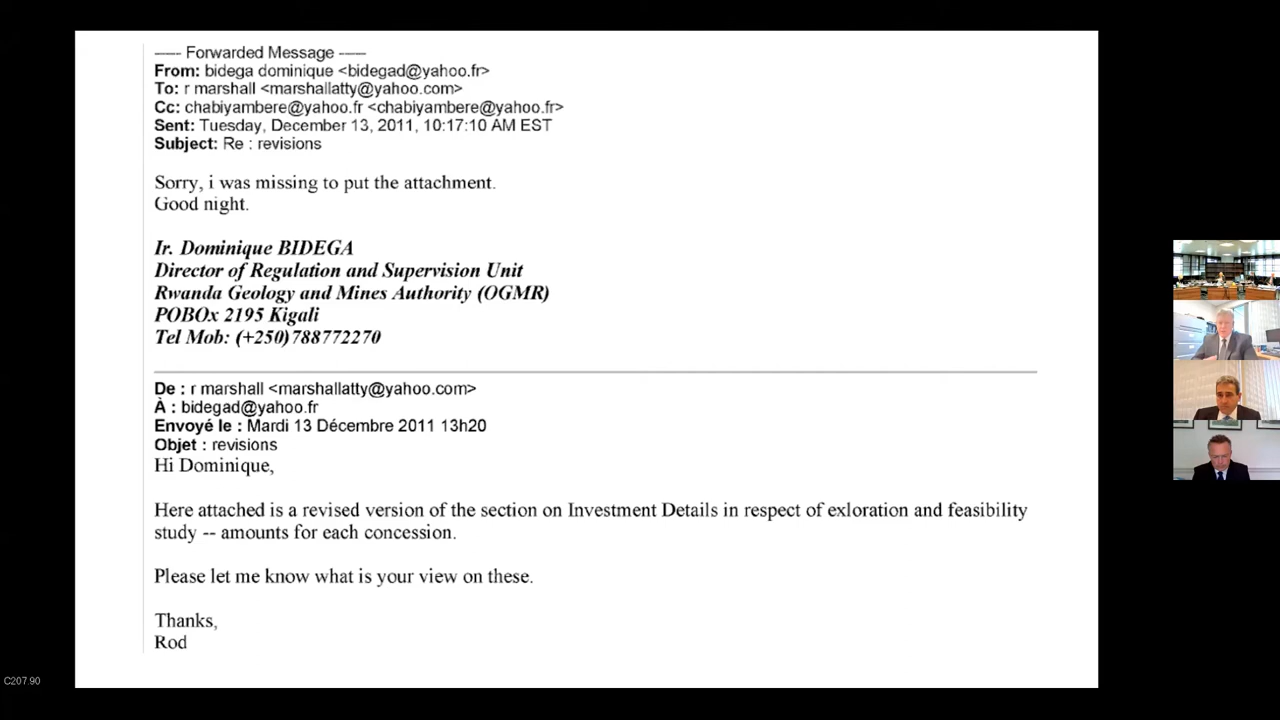 ----- Forwarded Message -----
From: bidega dominique <bidegad@yahoo.fr>
To: r marshall <marshallatty@yahoo.com>
Cc: chabiyambere@yahoo.fr <chabiyambere@yahoo.fr>
Sent: Tuesday, December 13, 2011, 10:17:10 AM EST
Subject: Re : revisions
Sorry, i was missing to put the attachment.
Good night.
Ir. Dominique BIDEGA
Director of Regulation and Supervision Unit
Rwanda Geology and Mines Authority (OGMR)
POBOx 2195 Kigali
Tel Mob: (+250)788772270
De : r marshall <marshallatty@yahoo.com>
À : bidegad@yahoo.fr
Envoyé le : Mardi 13 Décembre 2011 13h20
Objet : revisions
Hi Dominique,
Here attached is a revised version of the section on Investment Details in respect of exloration and feasibility
study -- amounts for each concession.
Please let me know what is your view on these.
Thanks,
Rod
C207.90